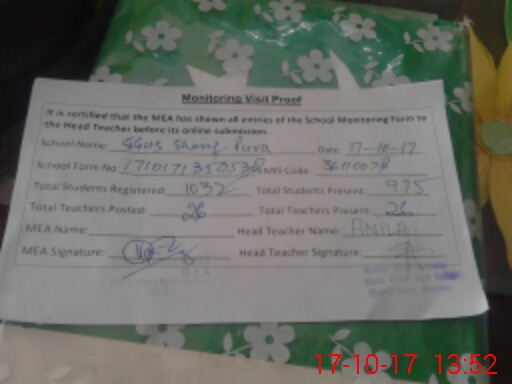 Monitoring Visit Proof
It is certified that the MEA has shown all entries of the School Monitoring Form to
the Head Teacher before its online submission.
School Name: GGHS Sharif Pura Date: 17-10-17
School Form No: 1710171350538 EMIS Code: 36110078
Total Students Registered: 1032 Total Students Present: 975
Total Teachers Posted: 26 Total Teachers Present: 26
MEA Name: Head Teacher Name: ANILA
MEA Signature: Head Teacher Signature:
17-10-17 13:52